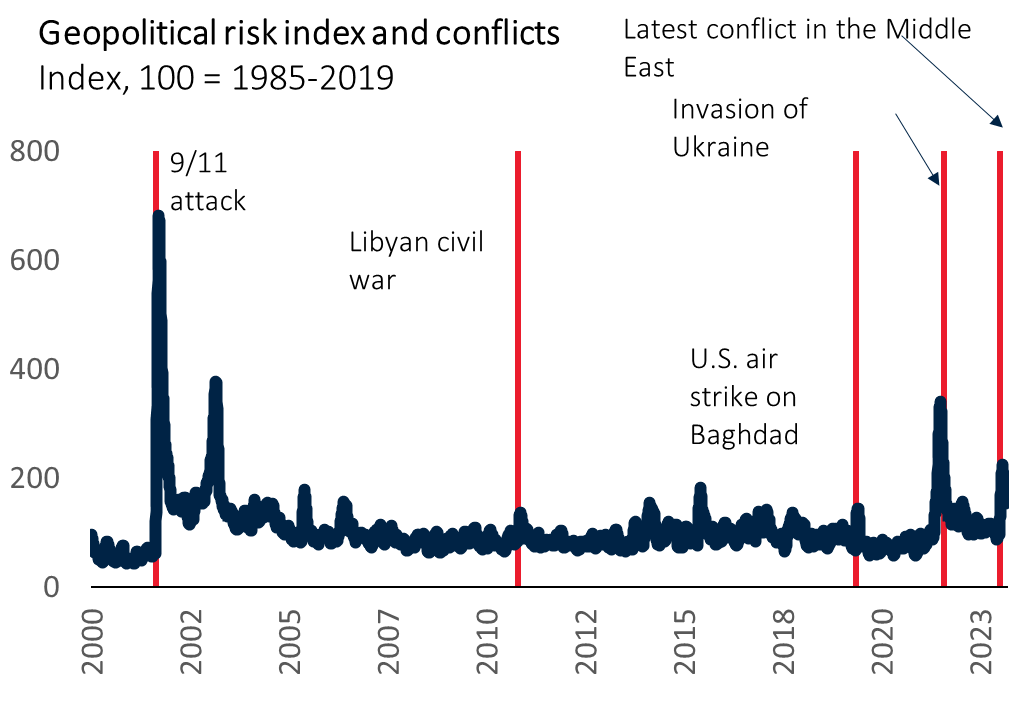 Geopolitical risk index and conflicts
Index, 100 = 1985-2019
Latest conflict in the Middle
East
Invasion of
Ukraine
9/11
attack
Libyan civil
war
U.S. air
strike on
Baghdad
800
600
400
200
0
2000
2002
2005
2007
2010
2012
2015
2018
2020
2023